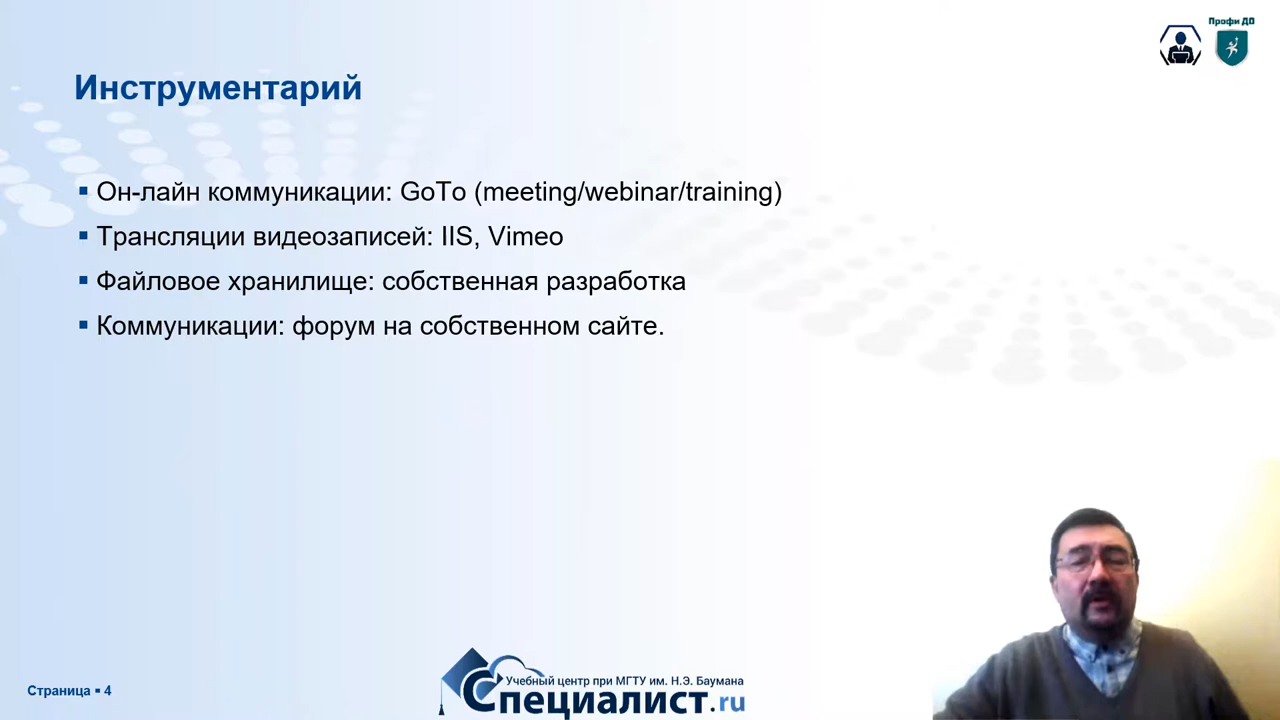 Профи ДО
Инструментарий
Он-лайн коммуникации: GoTo (meeting/webinar/training)
Трансляции видеозаписей: IIS, Vimeo
Файловое хранилище: собственная разработка
Коммуникации: форум на собственном сайте.
Страница ▪ 4
Учебный центр при МГТУ им. Н.Э. Баумана
Специалист.ru